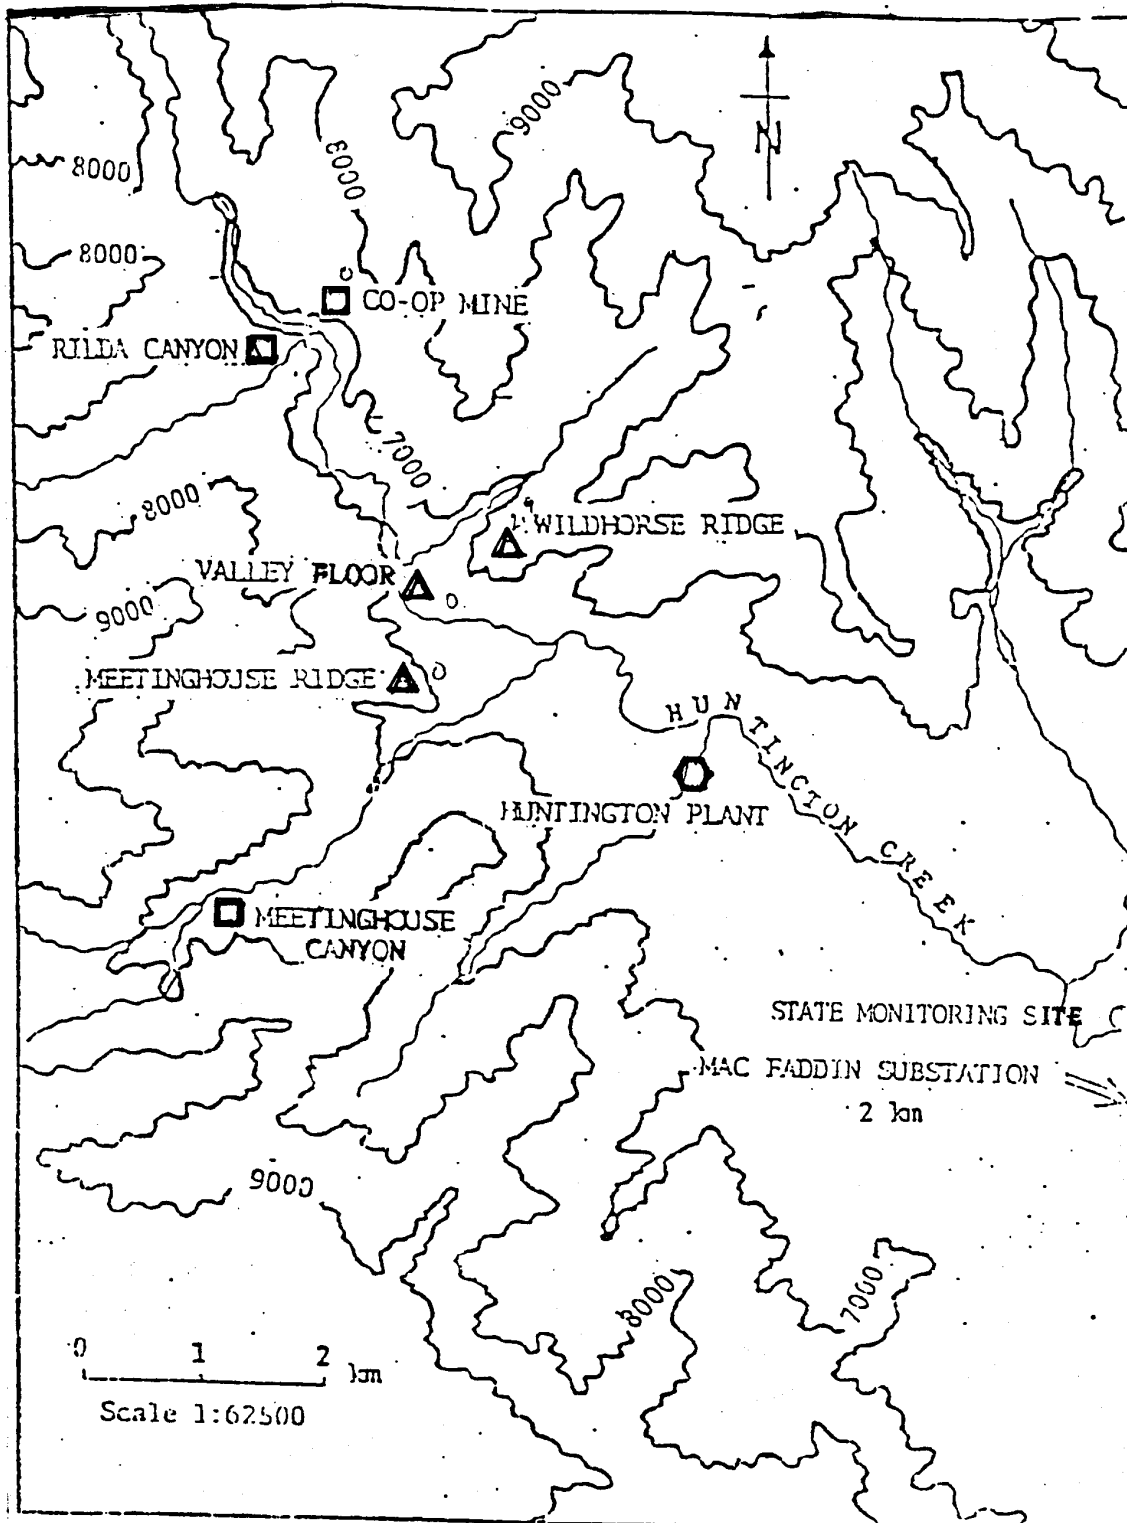 9000
N
8000
8000
8000
CO-OP MINE
RILDA CANYON
7000
8000
WILDHORSE RIDGE
VALLEY FLOOR
9000
MEETINGHOUSE RIDGE
HUNTINGTON CREEK
HUNTINGTON PLANT
MEETINGHOUSE
CANYON
STATE MONITORING SITE
MAC FADDIN SUBSTATION
2 km
9000
8000
7000
0 1 2 km
Scale 1:62500